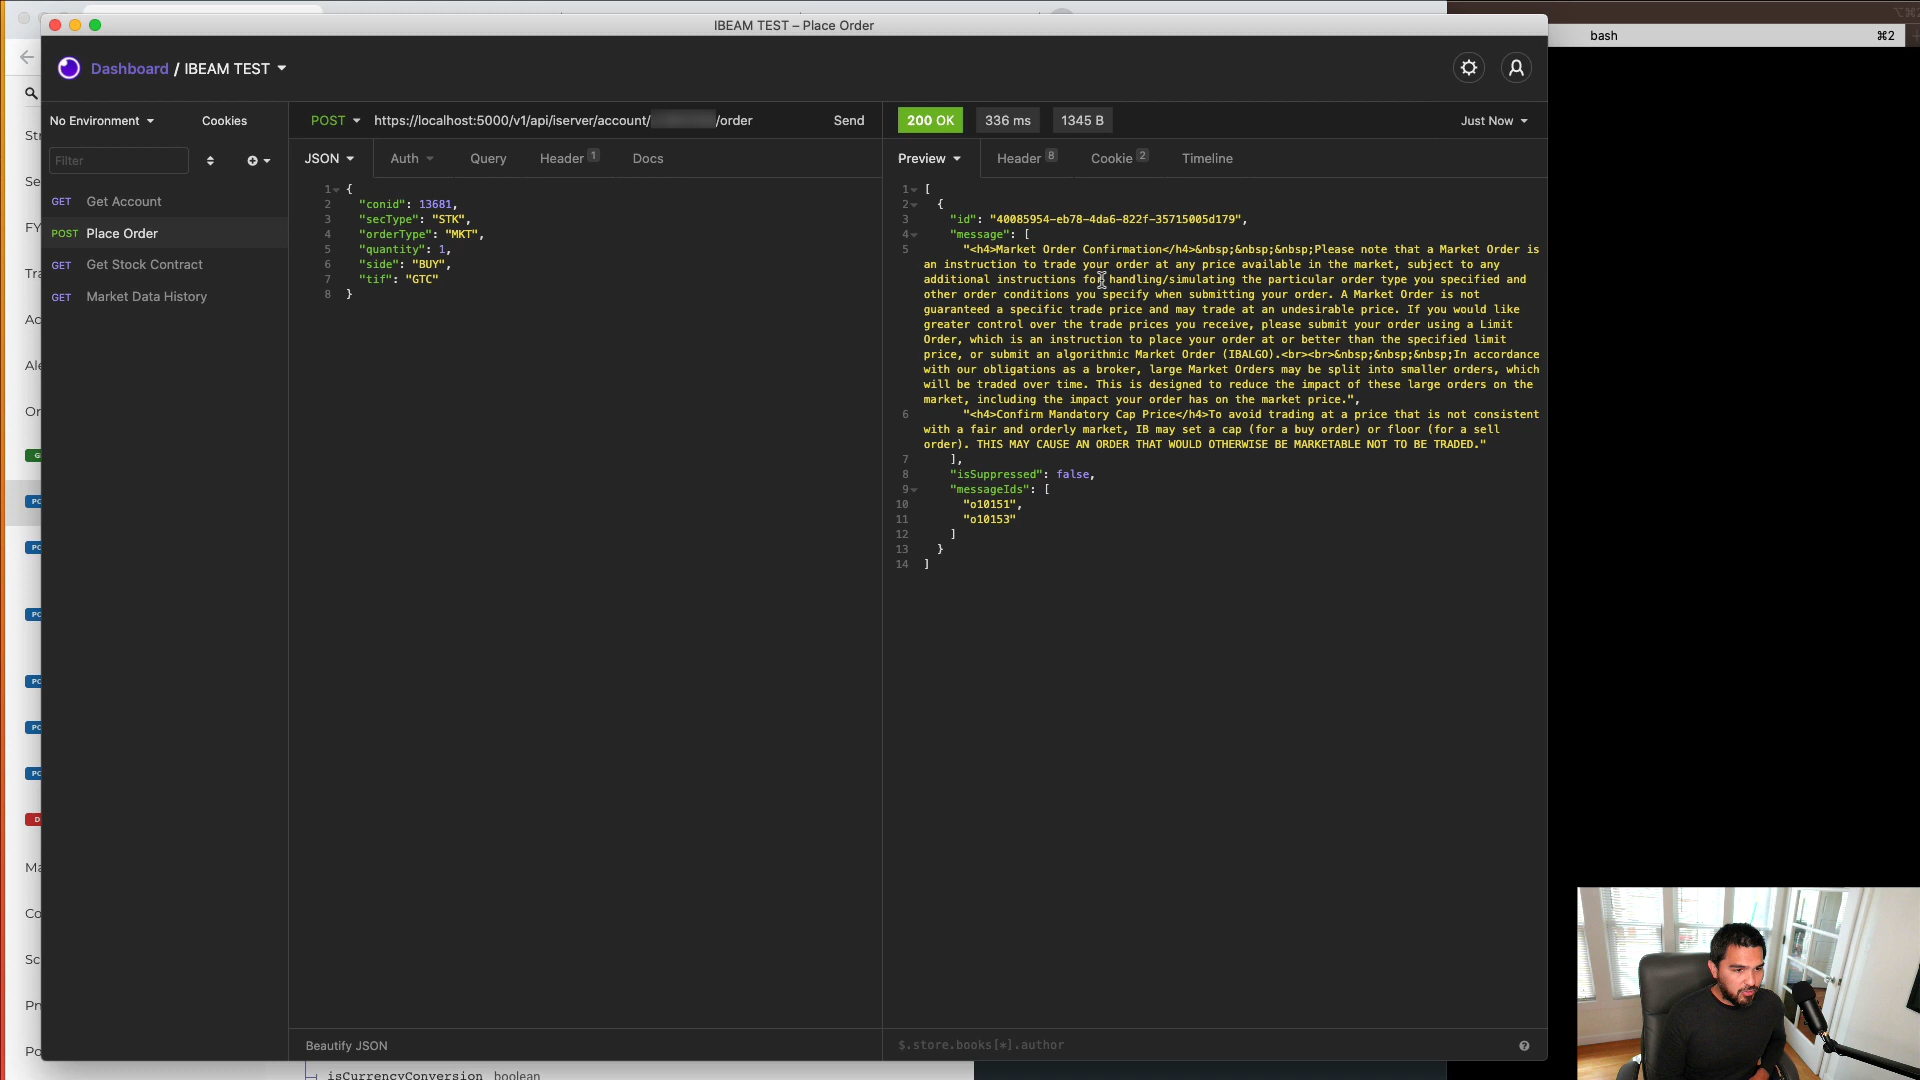 IBEAM TEST – Place Order
bash
⌘2
Dashboard / IBEAM TEST
No Environment
Cookies
POST
https://localhost:5000/v1/api/iserver/account/
/order
Send
200 OK
336 ms
1345 B
Just Now
Filter
JSON
Auth
Query
Header 1
Docs
Preview
Header 8
Cookie 2
Timeline
GET Get Account
POST Place Order
GET Get Stock Contract
GET Market Data History
1 {
2 "conid": 13681,
3 "secType": "STK",
4 "orderType": "MKT",
5 "quantity": 1,
6 "side": "BUY",
7 "tif": "GTC"
8 }
1 [
2 {
3 "id": "40085954-eb78-4da6-822f-35715005d179",
4 "message": [
5 "<h4>Market Order Confirmation</h4>&nbsp;&nbsp;&nbsp;Please note that a Market Order is
an instruction to trade your order at any price available in the market, subject to any
additional instructions for handling/simulating the particular order type you specified and
other order conditions you specify when submitting your order. A Market Order is not
guaranteed a specific trade price and may trade at an undesirable price. If you would like
greater control over the trade prices you receive, please submit your order using a Limit
Order, which is an instruction to place your order at or better than the specified limit
price, or submit an algorithmic Market Order (IBALGO).<br><br>&nbsp;&nbsp;&nbsp;In accordance
with our obligations as a broker, large Market Orders may be split into smaller orders, which
will be traded over time. This is designed to reduce the impact of these large orders on the
market, including the impact your order has on the market price.",
6 "<h4>Confirm Mandatory Cap Price</h4>To avoid trading at a price that is not consistent
with a fair and orderly market, IB may set a cap (for a buy order) or floor (for a sell
order). THIS MAY CAUSE AN ORDER THAT WOULD OTHERWISE BE MARKETABLE NOT TO BE TRADED."
7 ],
8 "isSuppressed": false,
9 "messageIds": [
10 "o10151",
11 "o10153"
12 ]
13 }
14 ]
Beautify JSON
$.store.books[*].author
isCurrencyConversion boolean